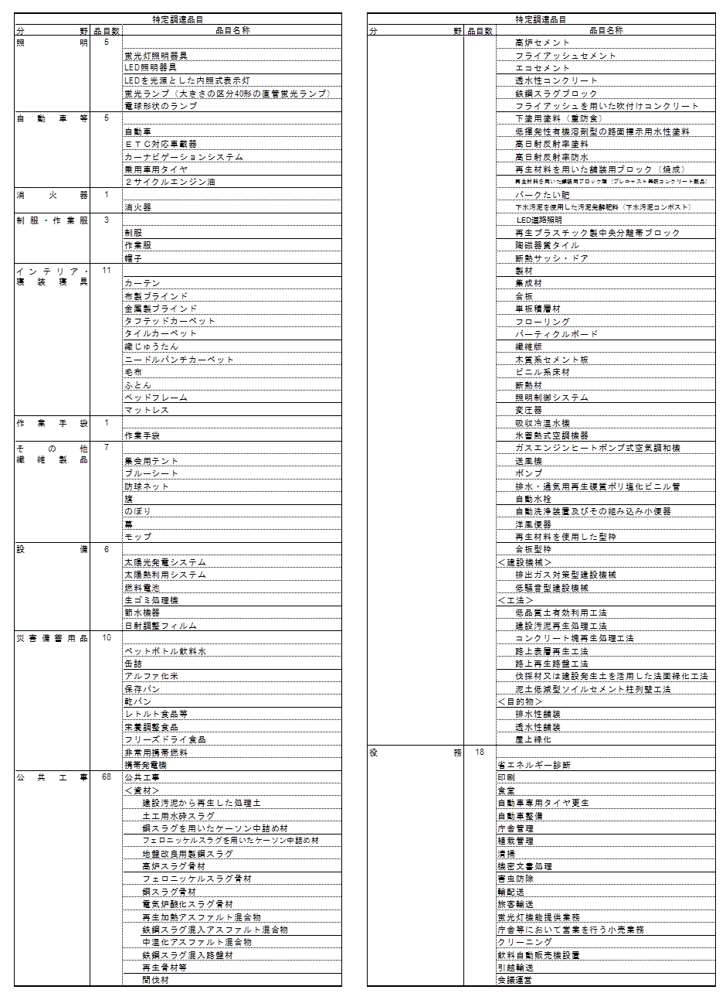 特定調達品目
分野 品目数 品目名称
照明 5
蛍光灯照明器具
LED照明器具
LEDを光源とした内照式表示灯
蛍光ランプ（大きさの区分40形の直管蛍光ランプ）
電球形状のランプ
自動車等 5
自動車
ＥＴＣ対応車載器
カーナビゲーションシステム
乗用車用タイヤ
２サイクルエンジン油
消火器 1
消火器
制服・作業服 3
制服
作業服
帽子
インテリア・ 11
寝装寝具
カーテン
布製ブラインド
金属製ブラインド
タフテッドカーペット
タイルカーペット
織じゅうたん
ニードルパンチカーペット
毛布
ふとん
ベッドフレーム
マットレス
作業手袋 1
作業手袋
その他 7
繊維製品
集会用テント
ブルーシート
防球ネット
旗
のぼり
幕
モップ
設備 6
太陽光発電システム
太陽熱利用システム
燃料電池
生ゴミ処理機
節水機器
日射調整フィルム
災害備蓄用品 10
ペットボトル飲料水
缶詰
アルファ化米
保存パン
乾パン
レトルト食品等
栄養調整食品
フリーズドライ食品
非常用携帯燃料
携帯発電機
公共工事 68 公共工事
＜資材＞
建設汚泥から再生した処理土
土工用水砕スラグ
銅スラグを用いたケーソン中詰め材
フェロニッケルスラグを用いたケーソン中詰め材
地盤改良用製鋼スラグ
高炉スラグ骨材
フェロニッケルスラグ骨材
銅スラグ骨材
電気炉酸化スラグ骨材
再生加熱アスファルト混合物
鉄鋼スラグ混入アスファルト混合物
中温化アスファルト混合物
鉄鋼スラグ混入路盤材
再生骨材等
間伐材
特定調達品目
分野 品目数 品目名称
高炉セメント
フライアッシュセメント
エコセメント
透水性コンクリート
鉄鋼スラグブロック
フライアッシュを用いた吹付けコンクリート
下塗用塗料（重防食）
低揮発性有機溶剤型の路面標示用水性塗料
高日射反射率塗料
高日射反射率防水
再生材料を用いた舗装用ブロック（焼成）
再生材料を用いた舗装用ブロック類（プレキャスト無筋コンクリート製品）
バークたい肥
下水汚泥を使用した汚泥発酵肥料（下水汚泥コンポスト）
LED道路照明
再生プラスチック製中央分離帯ブロック
陶磁器質タイル
断熱サッシ・ドア
製材
集成材
合板
単板積層材
フローリング
パーティクルボード
繊維版
木質系セメント板
ビニル系床材
断熱材
照明制御システム
変圧器
吸収冷温水機
氷蓄熱式空調機器
ガスエンジンヒートポンプ式空気調和機
送風機
ポンプ
排水・通気用再生硬質ポリ塩化ビニル管
自動水栓
自動洗浄装置及びその組み込み小便器
洋風便器
再生材料を使用した型枠
合板型枠
＜建設機械＞
排出ガス対策型建設機械
低騒音型建設機械
＜工法＞
低品質土有効利用工法
建設汚泥再生処理工法
コンクリート塊再生処理工法
路上表層再生工法
路上再生路盤工法
伐採材又は建設発生土を活用した法面緑化工法
泥土低減型ソイルセメント柱列壁工法
＜目的物＞
排水性舗装
透水性舗装
屋上緑化
役務 18
省エネルギー診断
印刷
食堂
自動車専用タイヤ更生
自動車整備
庁舎管理
植栽管理
清掃
機密文書処理
害虫防除
輸配送
旅客輸送
蛍光灯機能提供業務
庁舎等において営業を行う小売業務
クリーニング
飲料自動販売機設置
引越輸送
会議運営